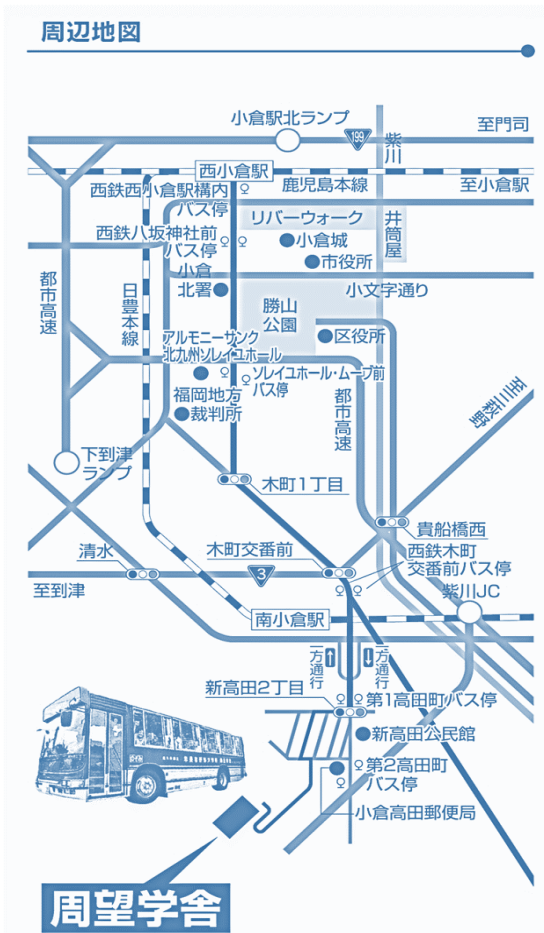 周辺地図
小倉駅北ランプ
199
至門司
紫川
西小倉駅
鹿児島本線
至小倉駅
西鉄西小倉駅構内
バス停
リバーウォーク
井筒屋
西鉄八坂神社前
バス停
小倉城
市役所
都市高速
日豊本線
小倉
北署
小文字通り
勝山
公園
区役所
アルモニーサンク
北九州ソレイユホール
ソレイユホール・ムーブ前
バス停
都市高速
至三萩野
福岡地方
裁判所
下到津
ランプ
木町1丁目
貴船橋西
清水
木町交番前
西鉄木町
交番前バス停
3
至到津
紫川JC
南小倉駅
一方通行
一方通行
新高田2丁目
第1高田町バス停
新高田公民館
第2高田町
バス停
小倉高田郵便局
周望学舎